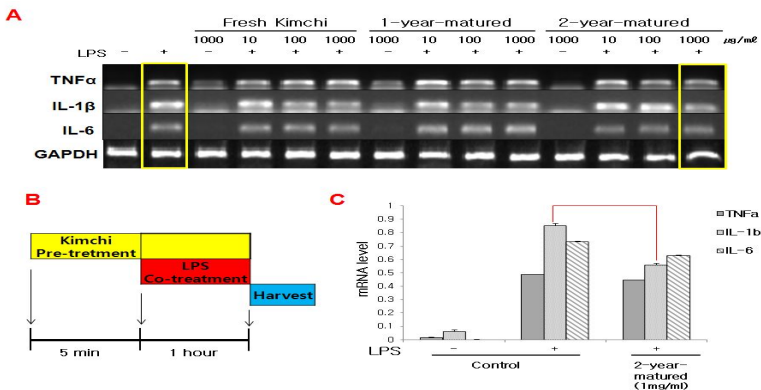 A
Fresh Kimchi 1-year-matured 2-year-matured
1000 10 100 1000 1000 10 100 1000 1000 10 100 1000 μg/mℓ
LPS − + + + + + + + + + +
TNFα
IL-1β
IL-6
GAPDH
B
Kimchi
Pre-tretment
LPS
Co-treatment
Harvest
5 min
1 hour
C
mRNA level
1
0.9
0.8
0.7
0.6
0.5
0.4
0.3
0.2
0.1
0
TNFa
IL-1b
IL-6
LPS − + +
Control
2-year-
matured
(1mg/ml)